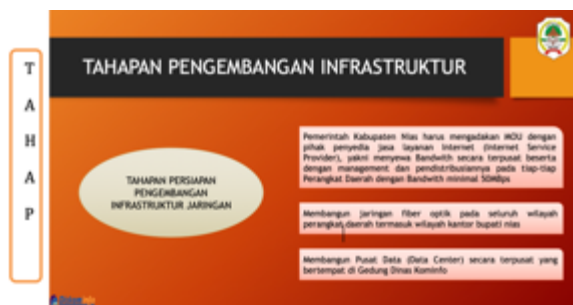 T
A
H
A
P
TAHAPAN PENGEMBANGAN INFRASTRUKTUR
TAHAPAN PERSIAPAN
PENGEMBANGAN
INFRASTRUKTUR JARINGAN
Pemerintah Kabupaten Nias harus mengadakan MOU dengan
pihak penyedia jasa layanan internet (Internet Service
Provider), yakni menyewa Bandwith secara terpusat beserta
dengan management dan pendistribusiannya pada tiap-tiap
Perangkat Daerah dengan Bandwith minimal 50MBps
Membangun jaringan fiber optik pada seluruh wilayah
perangkat daerah termasuk wilayah kantor bupati nias
Membangun Pusat Data (Data Center) secara terpusat yang
bertempat di Gedung Dinas Kominfo